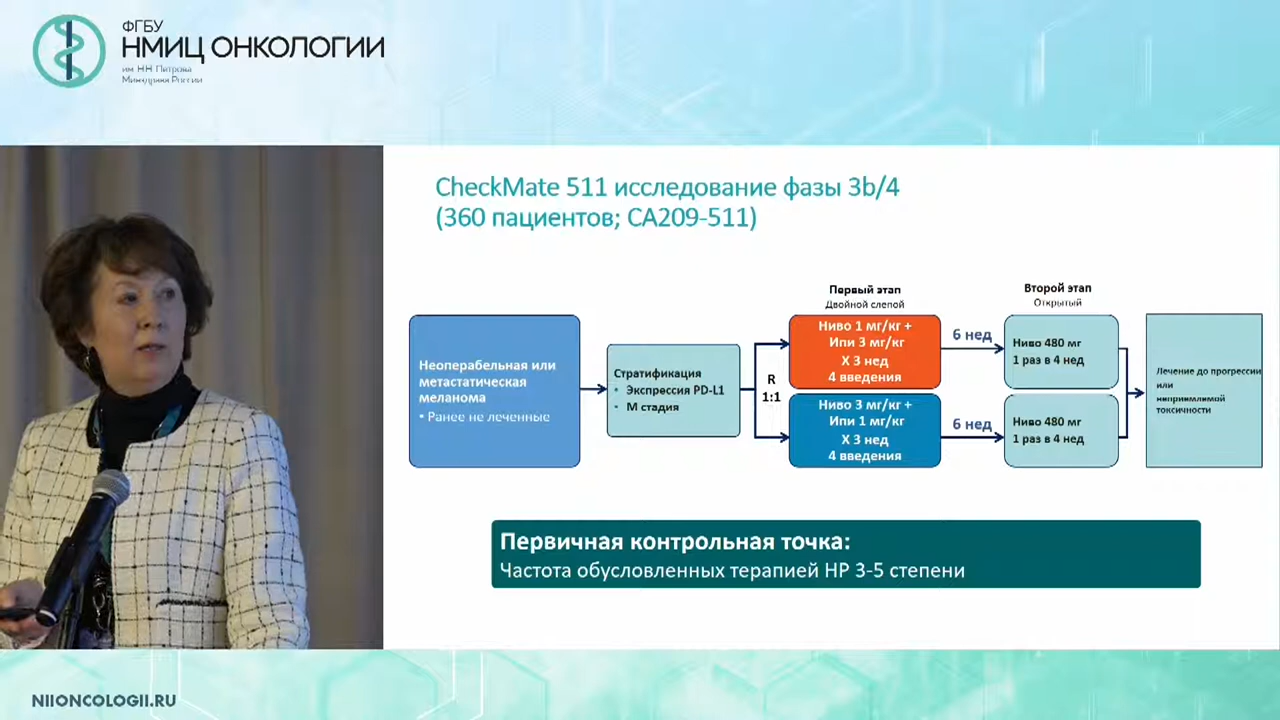 ФГБУ
НМИЦ ОНКОЛОГИИ
им. Н.Н. Петрова
Минздрава России
CheckMate 511 исследование фазы 3b/4
(360 пациентов; CA209-511)
Неоперабельная или
метастатическая
меланома
• Ранее не леченные
Стратификация
• Экспрессия PD-L1
• М стадия
R
1:1
Первый этап
Двойной слепой
Ниво 1 мг/кг +
Ипи 3 мг/кг
Х 3 нед
4 введения
Ниво 3 мг/кг +
Ипи 1 мг/кг
Х 3 нед
4 введения
6 нед
6 нед
Второй этап
Открытый
Ниво 480 мг
1 раз в 4 нед
Ниво 480 мг
1 раз в 4 нед
Лечение до прогрессии
или
неприемлемой
токсичности
Первичная контрольная точка:
Частота обусловленных терапией НР 3-5 степени
NIIONCOLOGII.RU